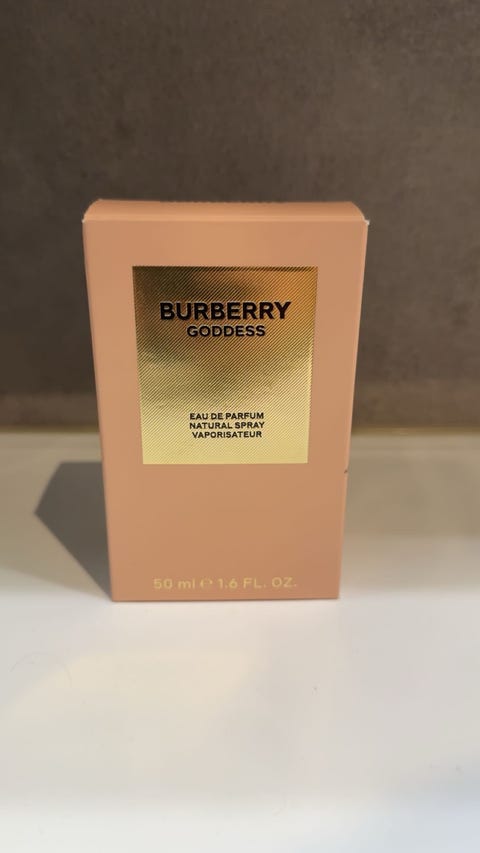 BURBERRY
GODDESS
EAU DE PARFUM
NATURAL SPRAY
VAPORISATEUR
50 ml ℮ 1.6 FL. OZ.